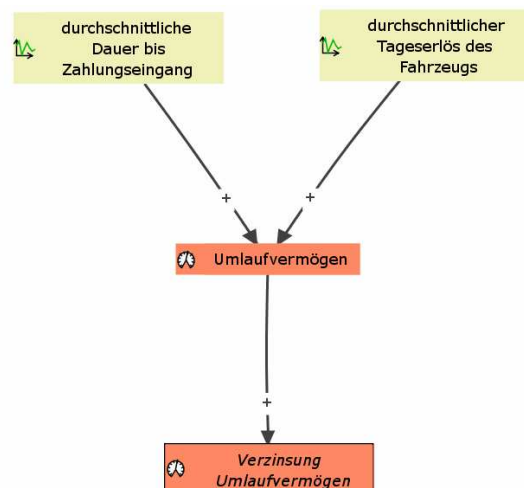 durchschnittliche
Dauer bis
Zahlungseingang
durchschnittlicher
Tageserlös des
Fahrzeugs
+
+
Umlaufvermögen
+
Verzinsung
Umlaufvermögen